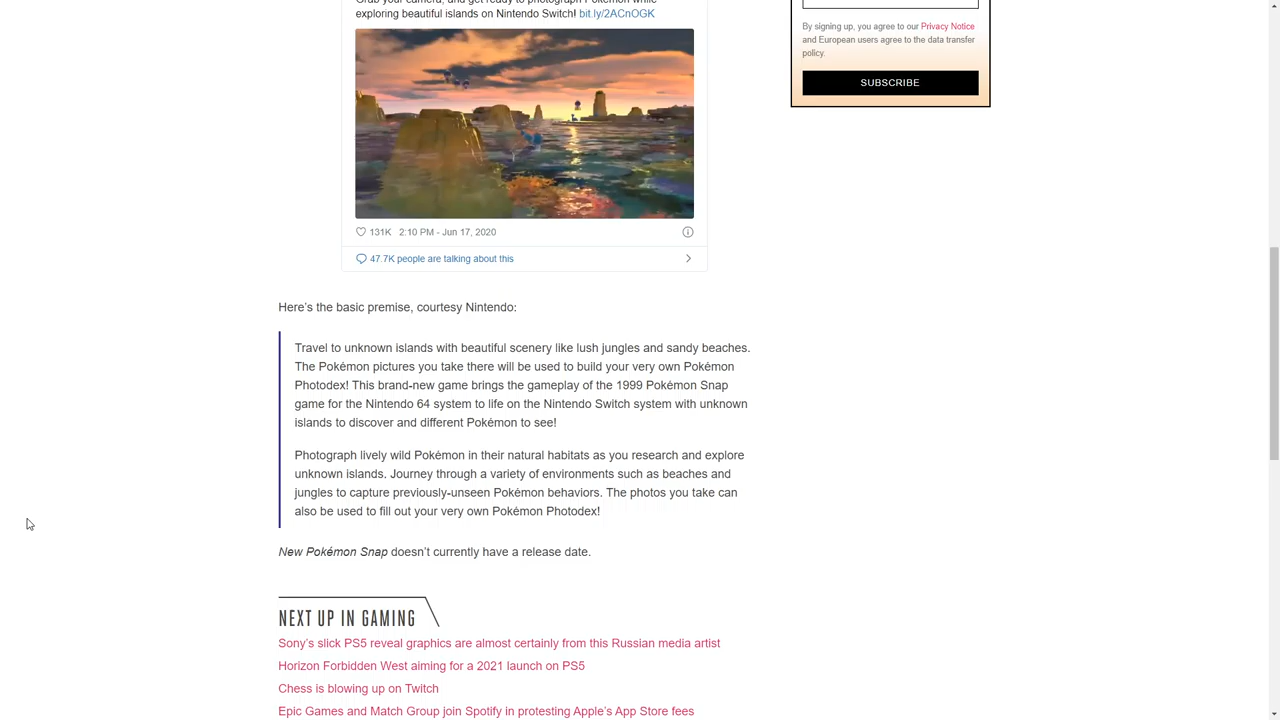 Grab your camera, and get ready to photograph Pokémon while
exploring beautiful islands on Nintendo Switch! bit.ly/2ACnOGK
By signing up, you agree to our Privacy Notice
and European users agree to the data transfer
policy.
SUBSCRIBE
131K 2:10 PM - Jun 17, 2020
47.7K people are talking about this
Here's the basic premise, courtesy Nintendo:
Travel to unknown islands with beautiful scenery like lush jungles and sandy beaches.
The Pokémon pictures you take there will be used to build your very own Pokémon
Photodex! This brand-new game brings the gameplay of the 1999 Pokémon Snap
game for the Nintendo 64 system to life on the Nintendo Switch system with unknown
islands to discover and different Pokémon to see!
Photograph lively wild Pokémon in their natural habitats as you research and explore
unknown islands. Journey through a variety of environments such as beaches and
jungles to capture previously-unseen Pokémon behaviors. The photos you take can
also be used to fill out your very own Pokémon Photodex!
New Pokémon Snap doesn't currently have a release date.
NEXT UP IN GAMING
Sony's slick PS5 reveal graphics are almost certainly from this Russian media artist
Horizon Forbidden West aiming for a 2021 launch on PS5
Chess is blowing up on Twitch
Epic Games and Match Group join Spotify in protesting Apple's App Store fees